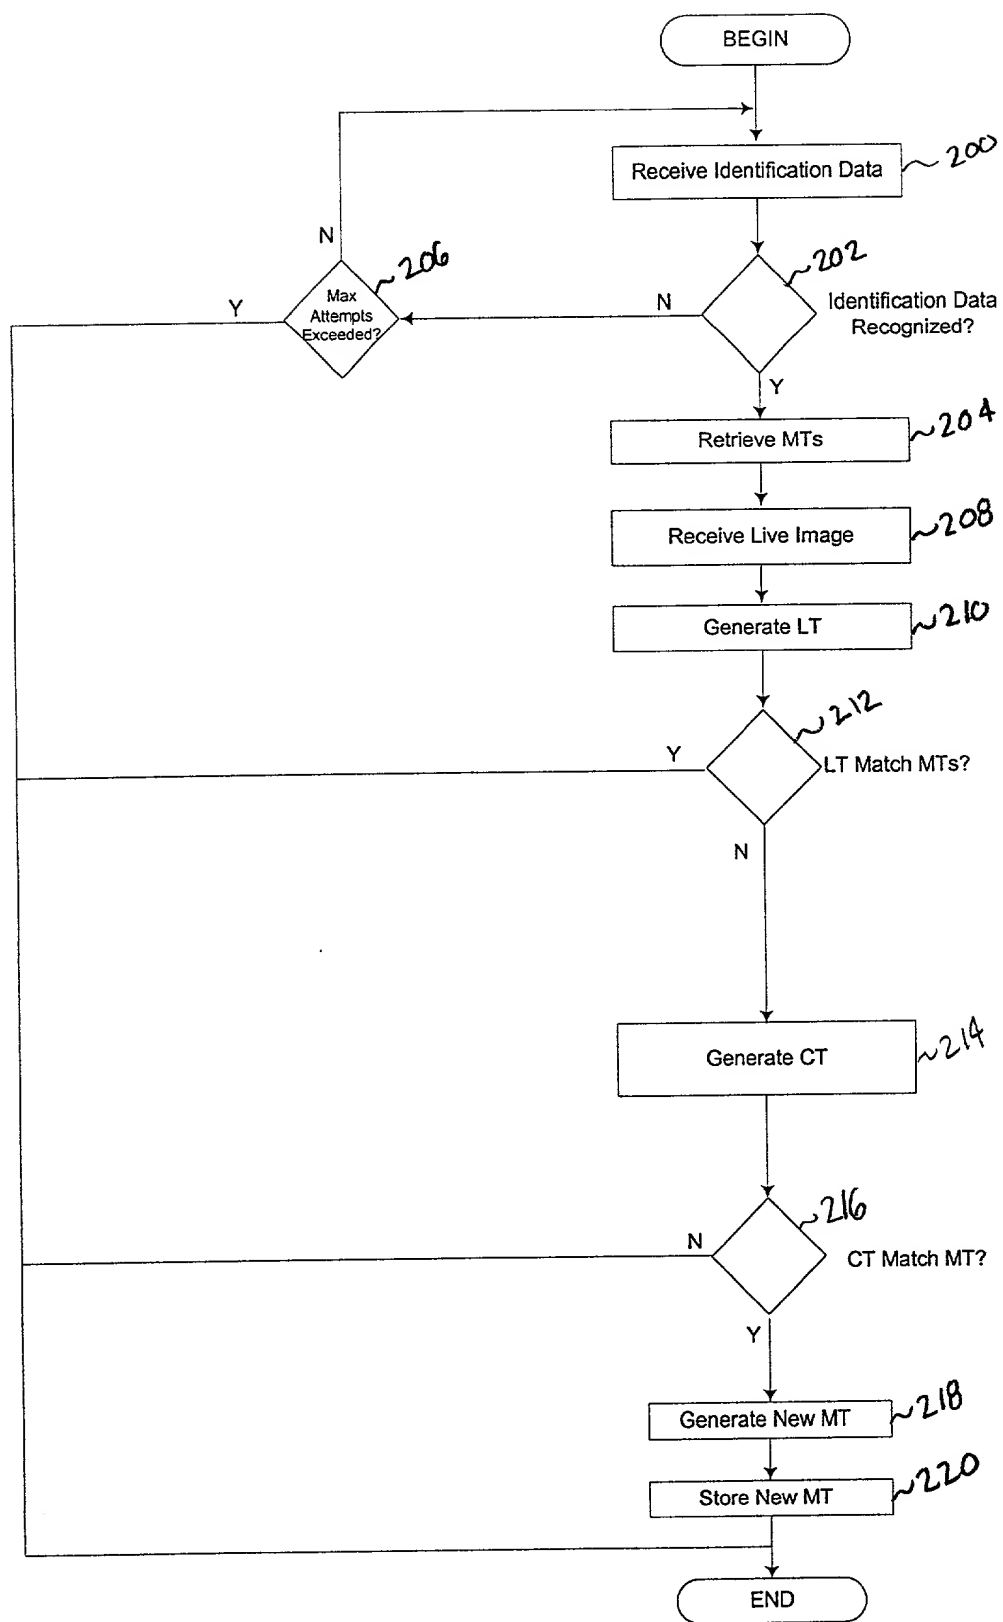 BEGIN
Receive Identification Data
200
N
206
Max
Attempts
Exceeded?
Y
N
202
Identification Data
Recognized?
Y
Retrieve MTs
204
Receive Live Image
208
Generate LT
210
212
Y
LT Match MTs?
N
Generate CT
214
216
N
CT Match MT?
Y
Generate New MT
218
Store New MT
220
END